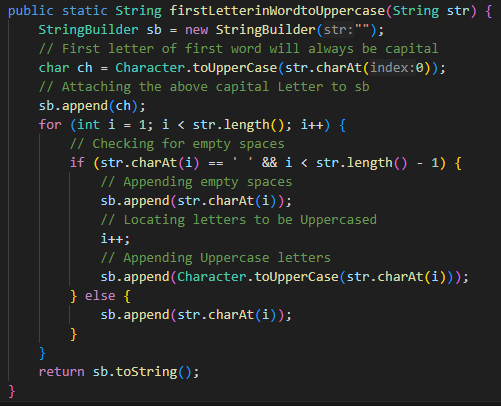 public static String firstLetterinWordtoUppercase(String str) {
    StringBuilder sb = new StringBuilder(str:"");
    // First letter of first word will always be capital
    char ch = Character.toUpperCase(str.charAt(index:0));
    // Attaching the above capital Letter to sb
    sb.append(ch);
    for (int i = 1; i < str.length(); i++) {
        // Checking for empty spaces
        if (str.charAt(i) == ' ' && i < str.length() - 1) {
            // Appending empty spaces
            sb.append(str.charAt(i));
            // Locating letters to be Uppercased
            i++;
            // Appending Uppercase letters
            sb.append(Character.toUpperCase(str.charAt(i)));
        } else {
            sb.append(str.charAt(i));
        }
    }
    return sb.toString();
}